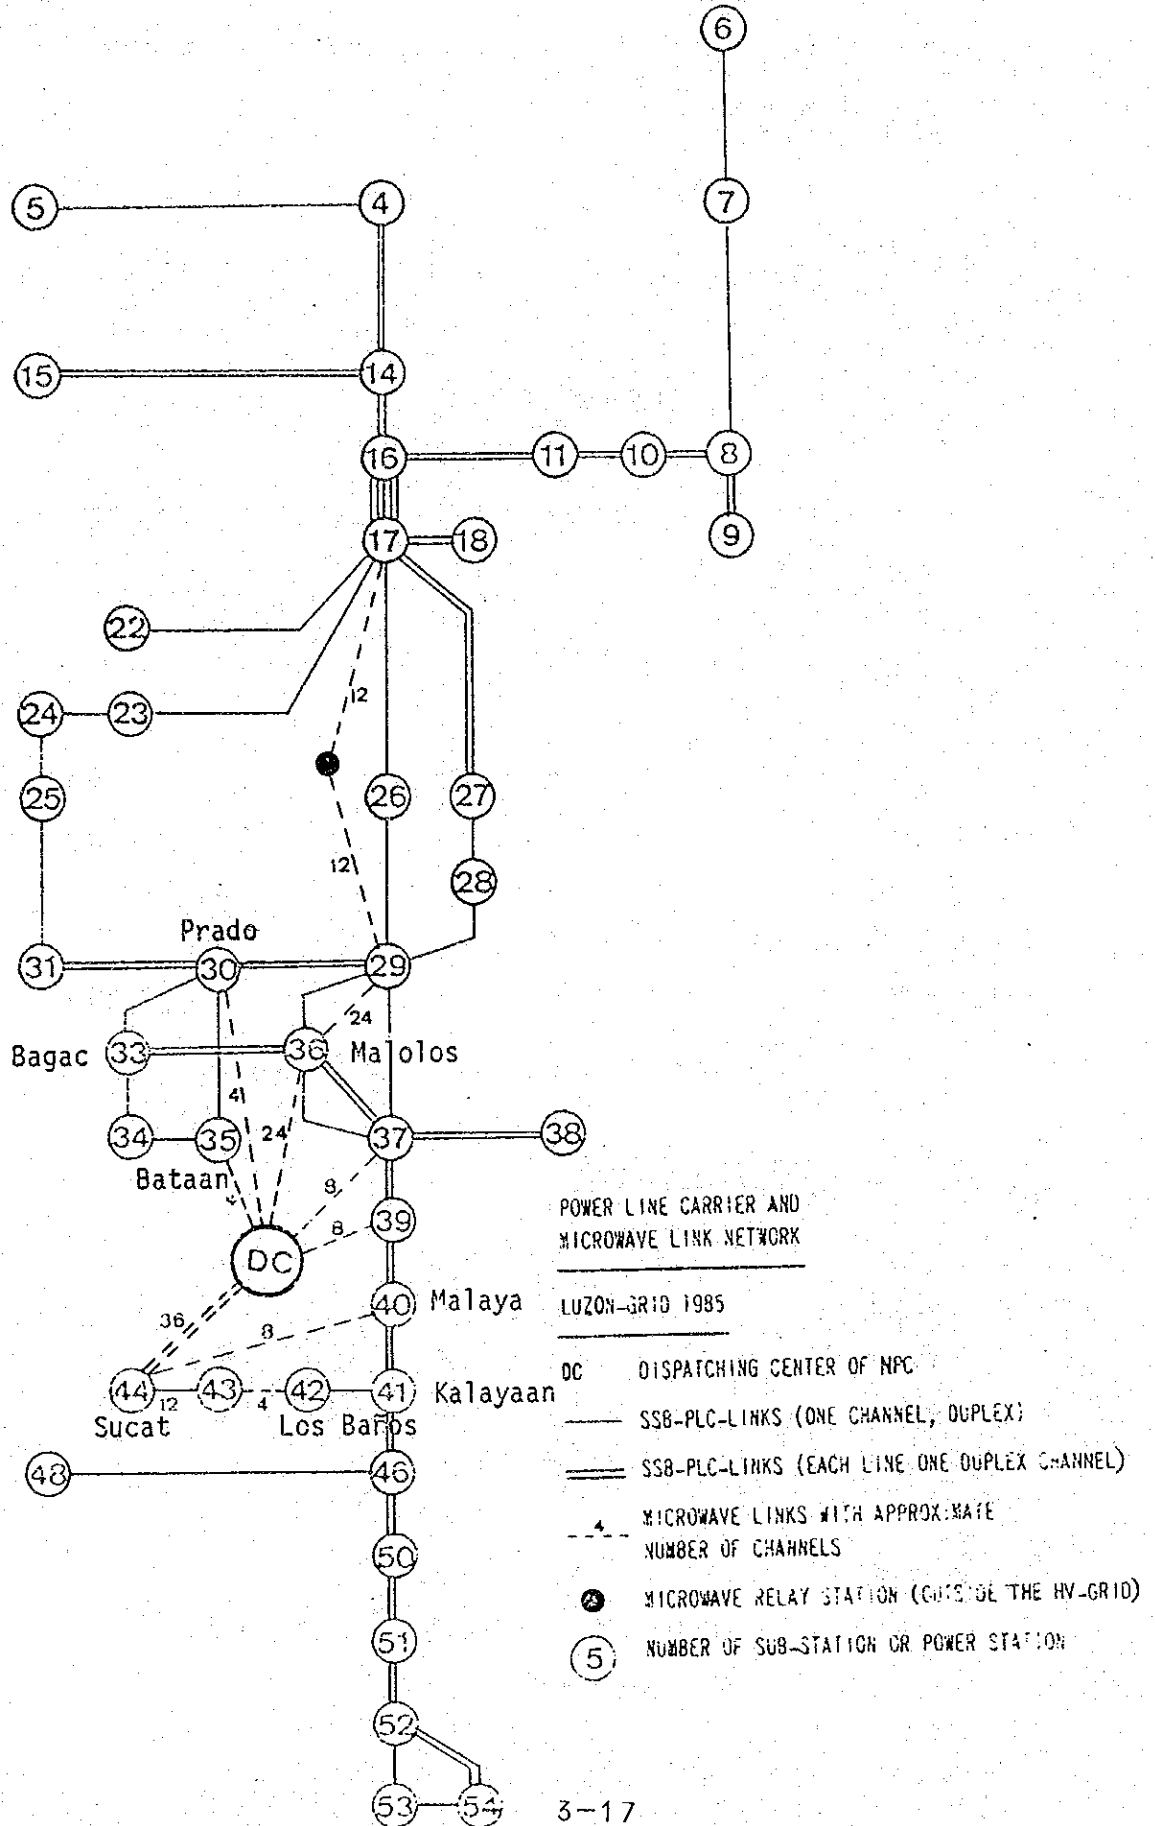 6
5
4
7
15
14
16
11
10
8
17
18
9
22
12
24
23
25
26
27
12
28
Prado
31
30
29
24
Bagac
33
36
Malolos
4
24
34
35
37
38
Bataan
8
8
39
POWER LINE CARRIER AND
MICROWAVE LINK NETWORK
DC
LUZON-GRID 1985
40
Malaya
36
8
DC DISPATCHING CENTER OF NPC
44
12
43
4
42
41
Kalayaan
Sucat
Los Baños
SSB-PLC-LINKS (ONE CHANNEL, DUPLEX)
48
46
SSB-PLC-LINKS (EACH LINE ONE DUPLEX CHANNEL)
4 MICROWAVE LINKS WITH APPROXIMATE
NUMBER OF CHANNELS
50
MICROWAVE RELAY STATION (OUTSIDE THE HV-GRID)
51
5 NUMBER OF SUB-STATION OR POWER STATION
52
53
54
3-17